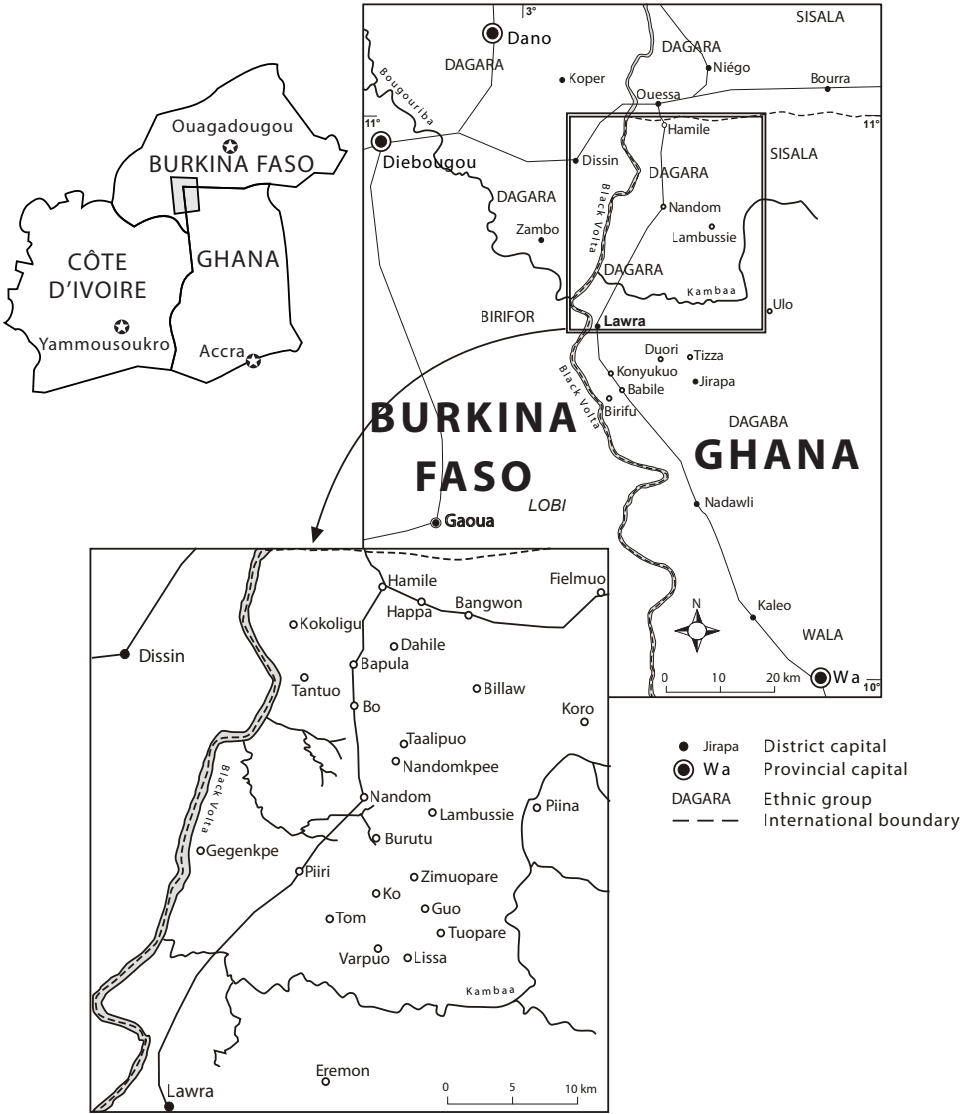 Ouagadougou
BURKINA FASO
CÔTE
D'IVOIRE
GHANA
Yammousoukro
Accra
3°
SISALA
Dano
DAGARA
DAGARA
Niégo
Koper
Bourra
Bougouriba
Ouessa
11°
11°
Hamile
Diebougou
Dissin
SISALA
DAGARA
DAGARA
Black Volta
Nandom
Zambo
Lambussie
DAGARA
Kambaa
Ulo
BIRIFOR
Lawra
Duori
Tizza
Konyukuo
Jirapa
Babile
Birifu
Black Volta
BURKINA
FASO
DAGABA
GHANA
LOBI
Nadawli
Gaoua
N
Kaleo
WALA
0 10 20 km
Wa
10°
Hamile
Fielmuo
Happa
Bangwon
Kokoligu
Dahile
Dissin
Bapula
Tantuo
Billaw
Bo
Koro
Taalipuo
Nandomkpee
Black Volta
Nandom
Lambussie
Piina
Burutu
Gegenkpe
Piiri
Zimuopare
Ko
Guo
Tom
Tuopare
Varpuo
Lissa
Kambaa
Eremon
Lawra
0 5 10 km
Jirapa District capital
Wa Provincial capital
DAGARA Ethnic group
International boundary